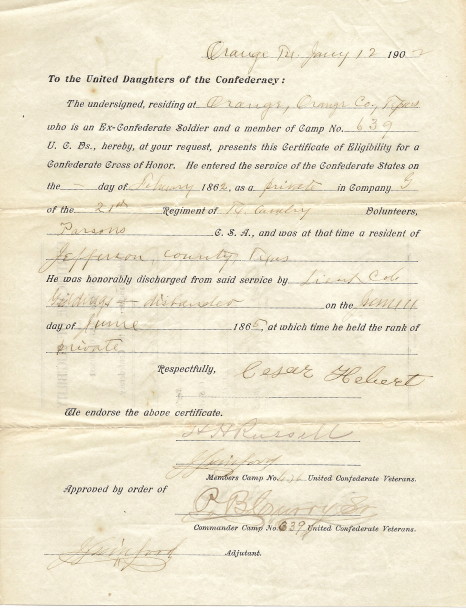 Orange Tx. Jany 12 1902
To the United Daughters of the Confederacy:
The undersigned, residing at Orange, Orange Co, Texas
who is an Ex-Confederate Soldier and a member of Camp No. 639
U. C. Vs., hereby, at your request, presents this Certificate of Eligibility for a
Confederate Cross of Honor. He entered the service of the Confederate States on
the — day of February 1862, as a private in Company G
of the 21st Regiment of Tx. Cavalry Volunteers,
Parsons C. S. A., and was at that time a resident of
Jefferson County, Texas
He was honorably discharged from said service by Lieut Col
Giddings — disbanded on the
day of June 1865, at which time he held the rank of
private
Respectfully, Cesar Hebert
We endorse the above certificate.
H H Russell
Members Camp No. United Confederate Veterans.
Approved by order of
P. B. Curry Sr
Commander Camp No. 639, United Confederate Veterans.
Adjutant.